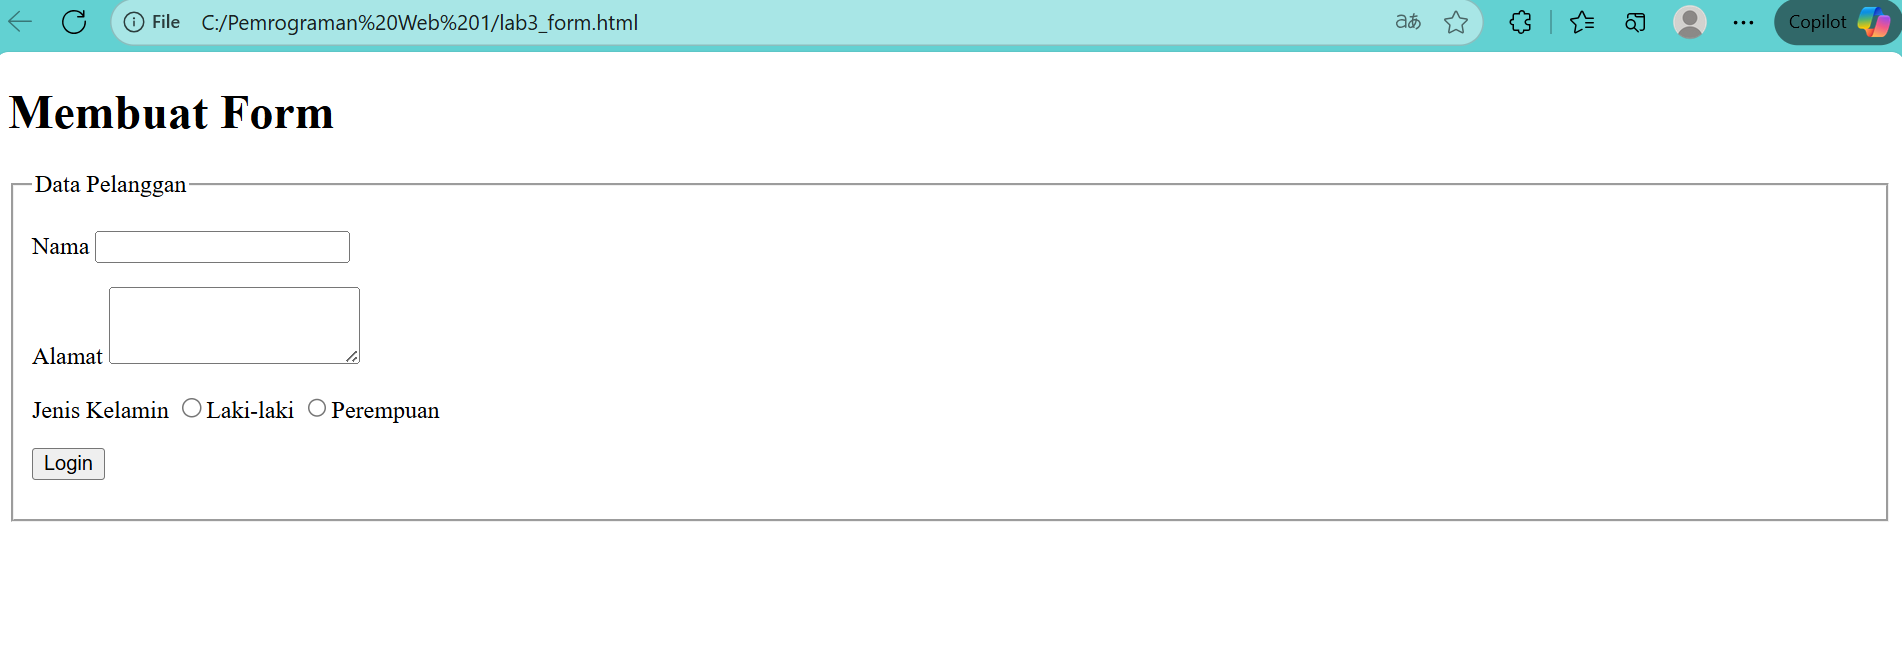 File C:/Pemrograman%20Web%201/lab3_form.html aあ Copilot
Membuat Form
Data Pelanggan
Nama
Alamat
Jenis Kelamin Laki-laki Perempuan
Login